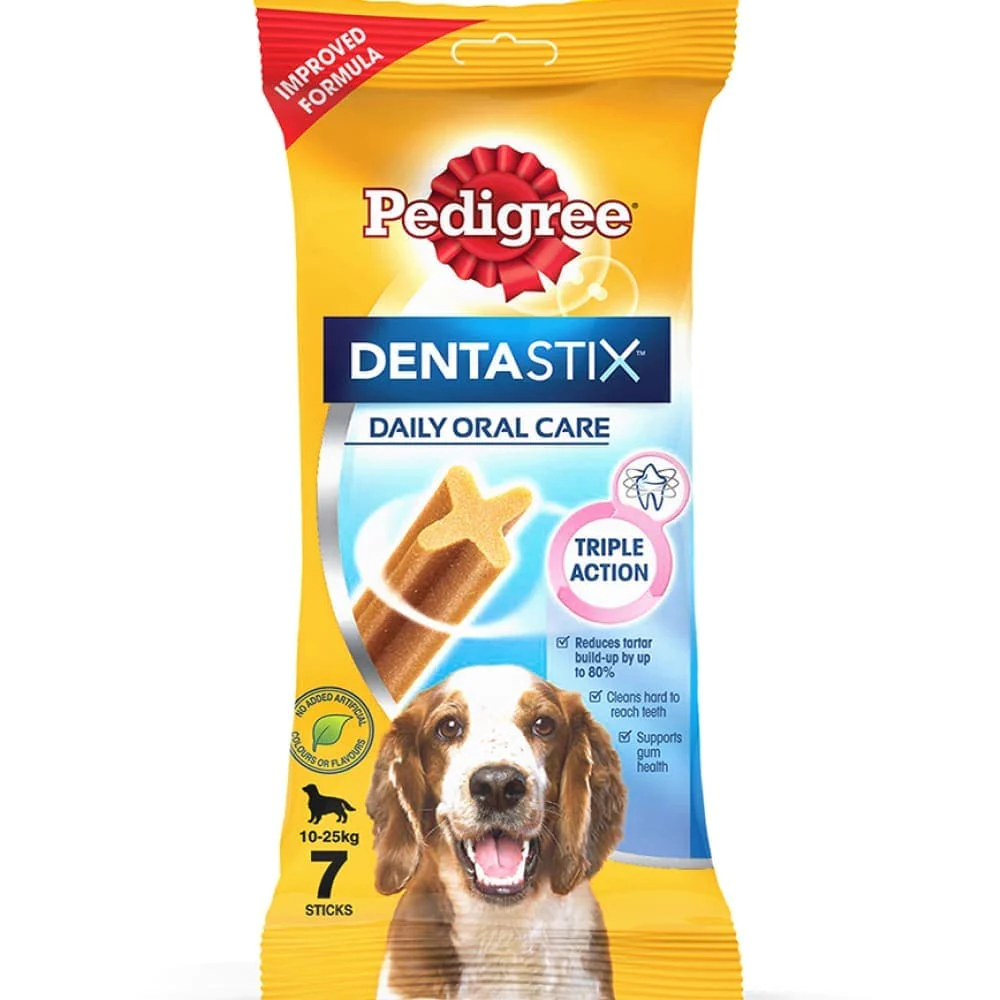 IMPROVED
FORMULA
Pedigree®
DENTASTIX™
DAILY ORAL CARE
TRIPLE
ACTION
Reduces tartar
build-up by up
to 80%
Cleans hard to
reach teeth
Supports
gum
health
NO ADDED ARTIFICIAL
COLOURS OR FLAVOURS
10-25kg
7
STICKS